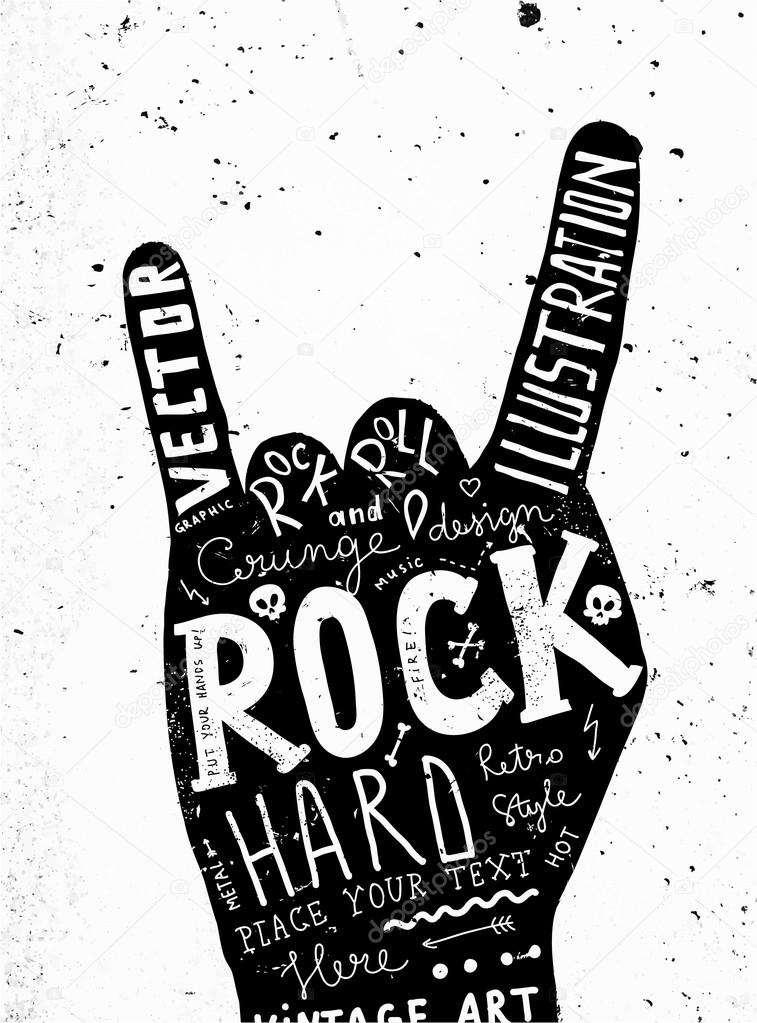 VECTOR
ILLUSTRATION
ROCK
ROLL
GRAPHIC
and
design
Grunge
MUSIC
ROCK
PUT YOUR HANDS UP!
FIRE!
HARD
Retro
Style
METAL
HOT
PLACE YOUR TEXT
Here
VINTAGE ART
depositphotos